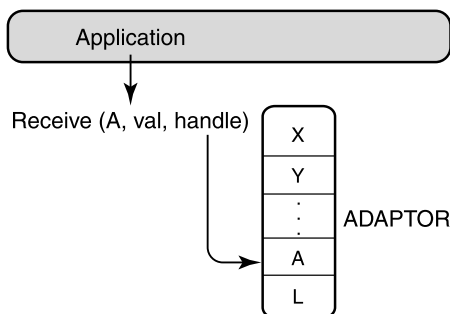 Application
Receive (A, val, handle)
X
Y
.
.
.
ADAPTOR
A
L